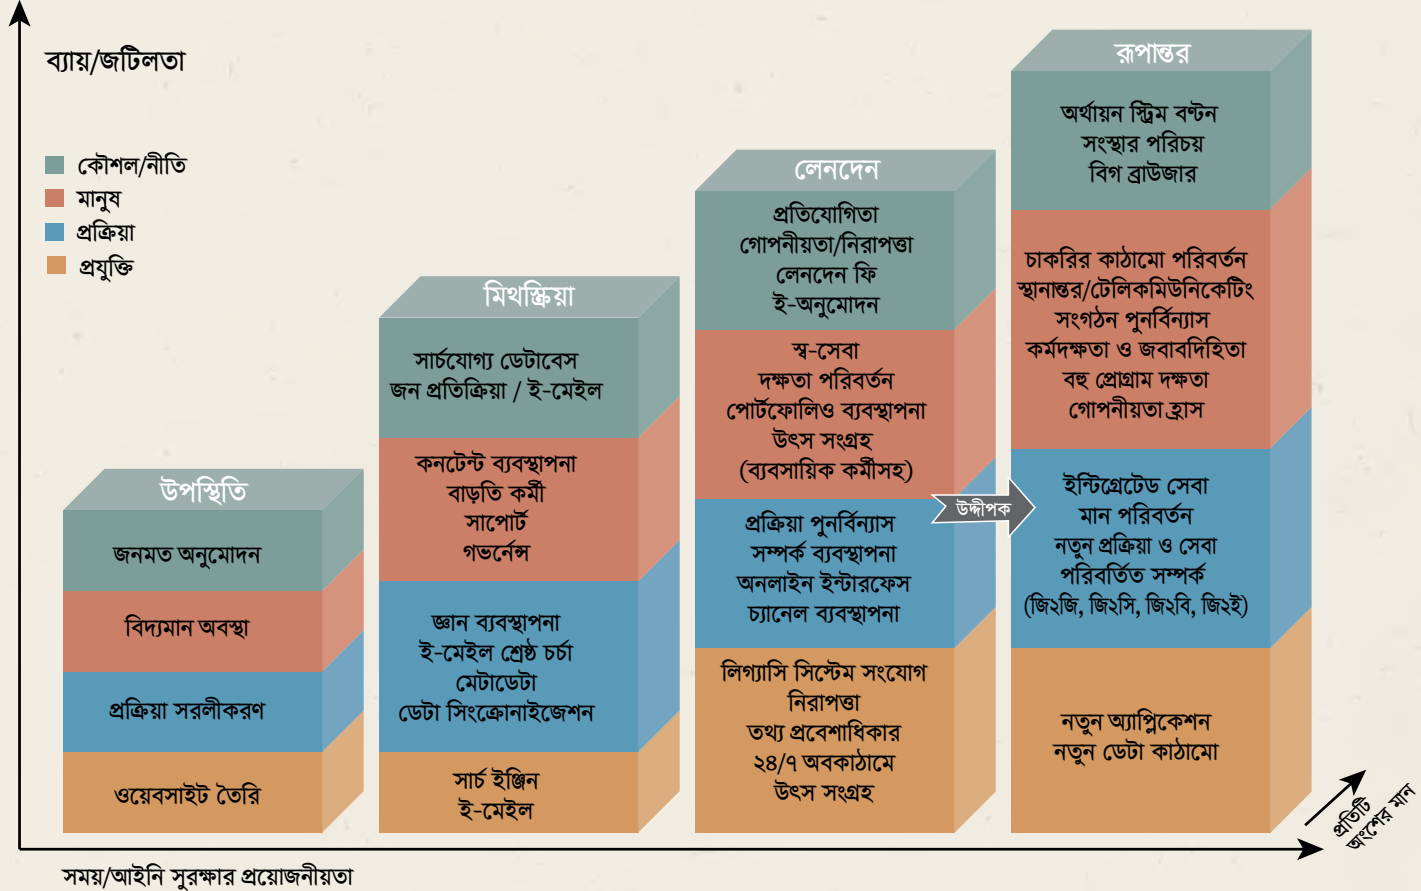 ব্যায়/জটিলতা
কৌশল/নীতি
মানুষ
প্রক্রিয়া
প্রযুক্তি
উপস্থিতি
জনমত অনুমোদন
বিদ্যমান অবস্থা
প্রক্রিয়া সরলীকরণ
ওয়েবসাইট তৈরি
মিথস্ক্রিয়া
সার্চযোগ্য ডেটাবেস
জন প্রতিক্রিয়া / ই-মেইল
কনটেন্ট ব্যবস্থাপনা
বাড়তি কর্মী
সাপোর্ট
গভর্নেন্স
জ্ঞান ব্যবস্থাপনা
ই-মেইল শ্রেষ্ঠ চর্চা
মেটাডেটা
ডেটা সিংক্রোনাইজেশন
সার্চ ইঞ্জিন
ই-মেইল
লেনদেন
প্রতিযোগিতা
গোপনীয়তা/নিরাপত্তা
লেনদেন ফি
ই-অনুমোদন
স্ব-সেবা
দক্ষতা পরিবর্তন
পোর্টফোলিও ব্যবস্থাপনা
উৎস সংগ্রহ
(ব্যবসায়িক কর্মীসহ)
প্রক্রিয়া পুনর্বিন্যাস
সম্পর্ক ব্যবস্থাপনা
অনলাইন ইন্টারফেস
চ্যানেল ব্যবস্থাপনা
লিগ্যাসি সিস্টেম সংযোগ
নিরাপত্তা
তথ্য প্রবেশাধিকার
২৪/৭ অবকাঠামে
উৎস সংগ্রহ
উদ্দীপক
রূপান্তর
অর্থায়ন স্ট্রিম বণ্টন
সংস্থার পরিচয়
বিগ ব্রাউজার
চাকরির কাঠামো পরিবর্তন
স্থানান্তর/টেলিকমিউনিকেটিং
সংগঠন পুনর্বিন্যাস
কর্মদক্ষতা ও জবাবদিহিতা
বহু প্রোগ্রাম দক্ষতা
গোপনীয়তা হ্রাস
ইন্টিগ্রেটেড সেবা
মান পরিবর্তন
নতুন প্রক্রিয়া ও সেবা
পরিবর্তিত সম্পর্ক
(জি২জি, জি২সি, জি২বি, জি২ই)
নতুন অ্যাপ্লিকেশন
নতুন ডেটা কাঠামো
প্রতিটি
অংশের মান
সময়/আইনি সুরক্ষার প্রয়োজনীয়তা